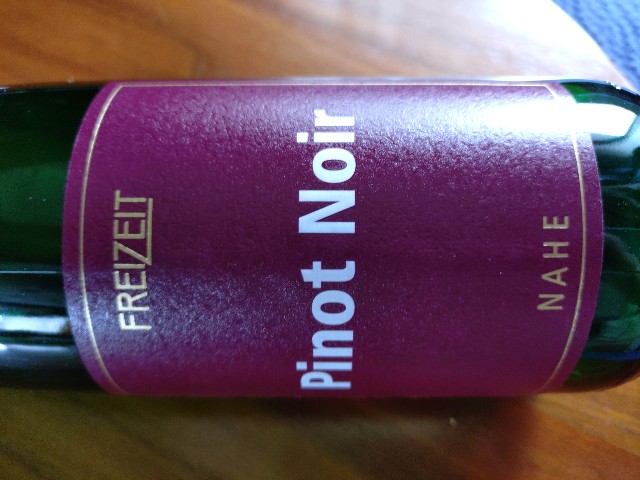 FREIZEIT
Pinot Noir
NAHE